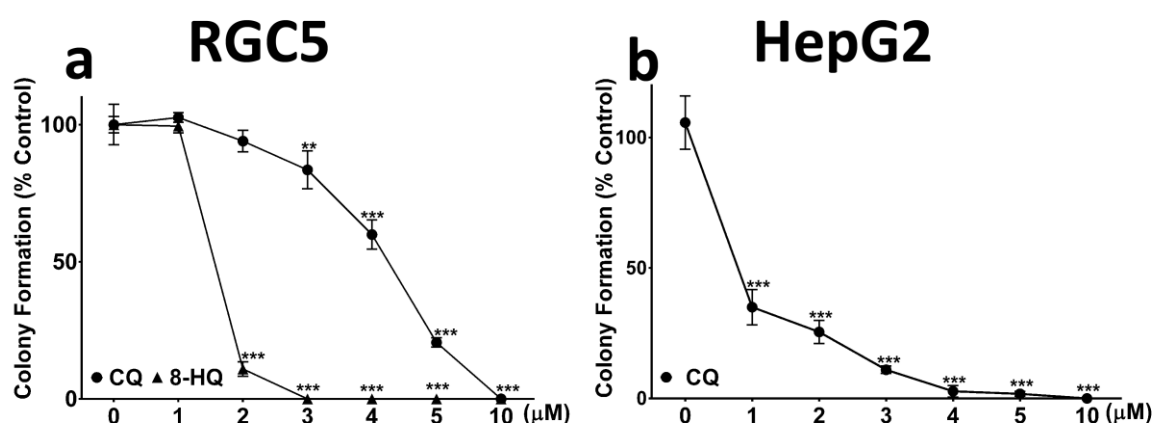 RGC5
a
Colony Formation (% Control)
100
50
0
**
***
***
***
***
***
***
***
● CQ ▲ 8-HQ
0 1 2 3 4 5 10 (μM)
HepG2
b
Colony Formation (% Control)
100
50
0
***
***
***
***
***
***
● CQ
0 1 2 3 4 5 10 (μM)